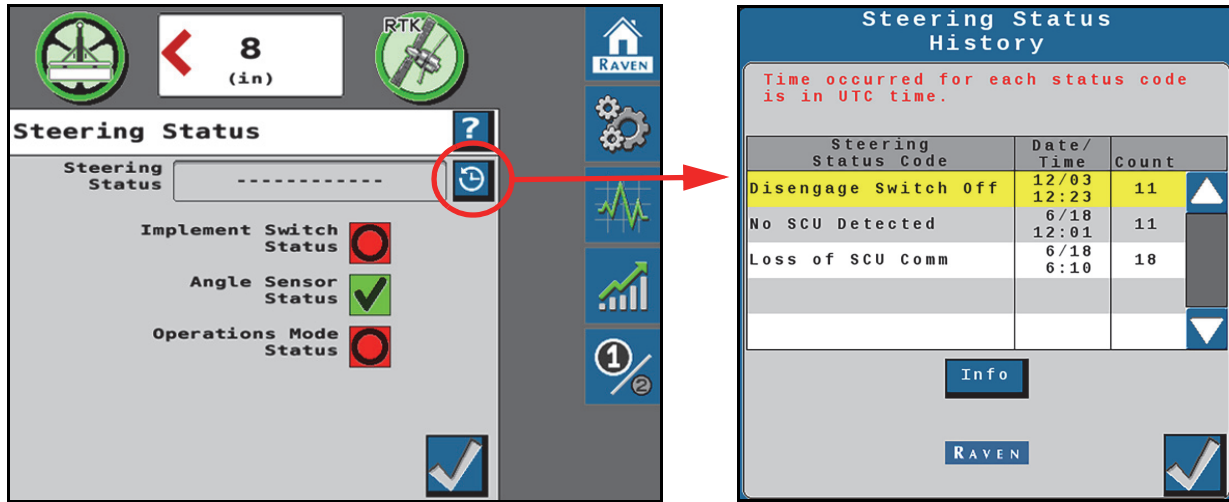 8
(in)
RTK
RAVEN
Steering Status
?
Steering
Status
------------
Implement Switch
Status
Angle Sensor
Status
Operations Mode
Status
1/2
Steering Status
History
Time occurred for each status code
is in UTC time.
Steering
Status Code
Date/
Time
Count
Disengage Switch Off
12/03
12:23
11
No SCU Detected
6/18
12:01
11
Loss of SCU Comm
6/18
6:10
18
Info
RAVEN